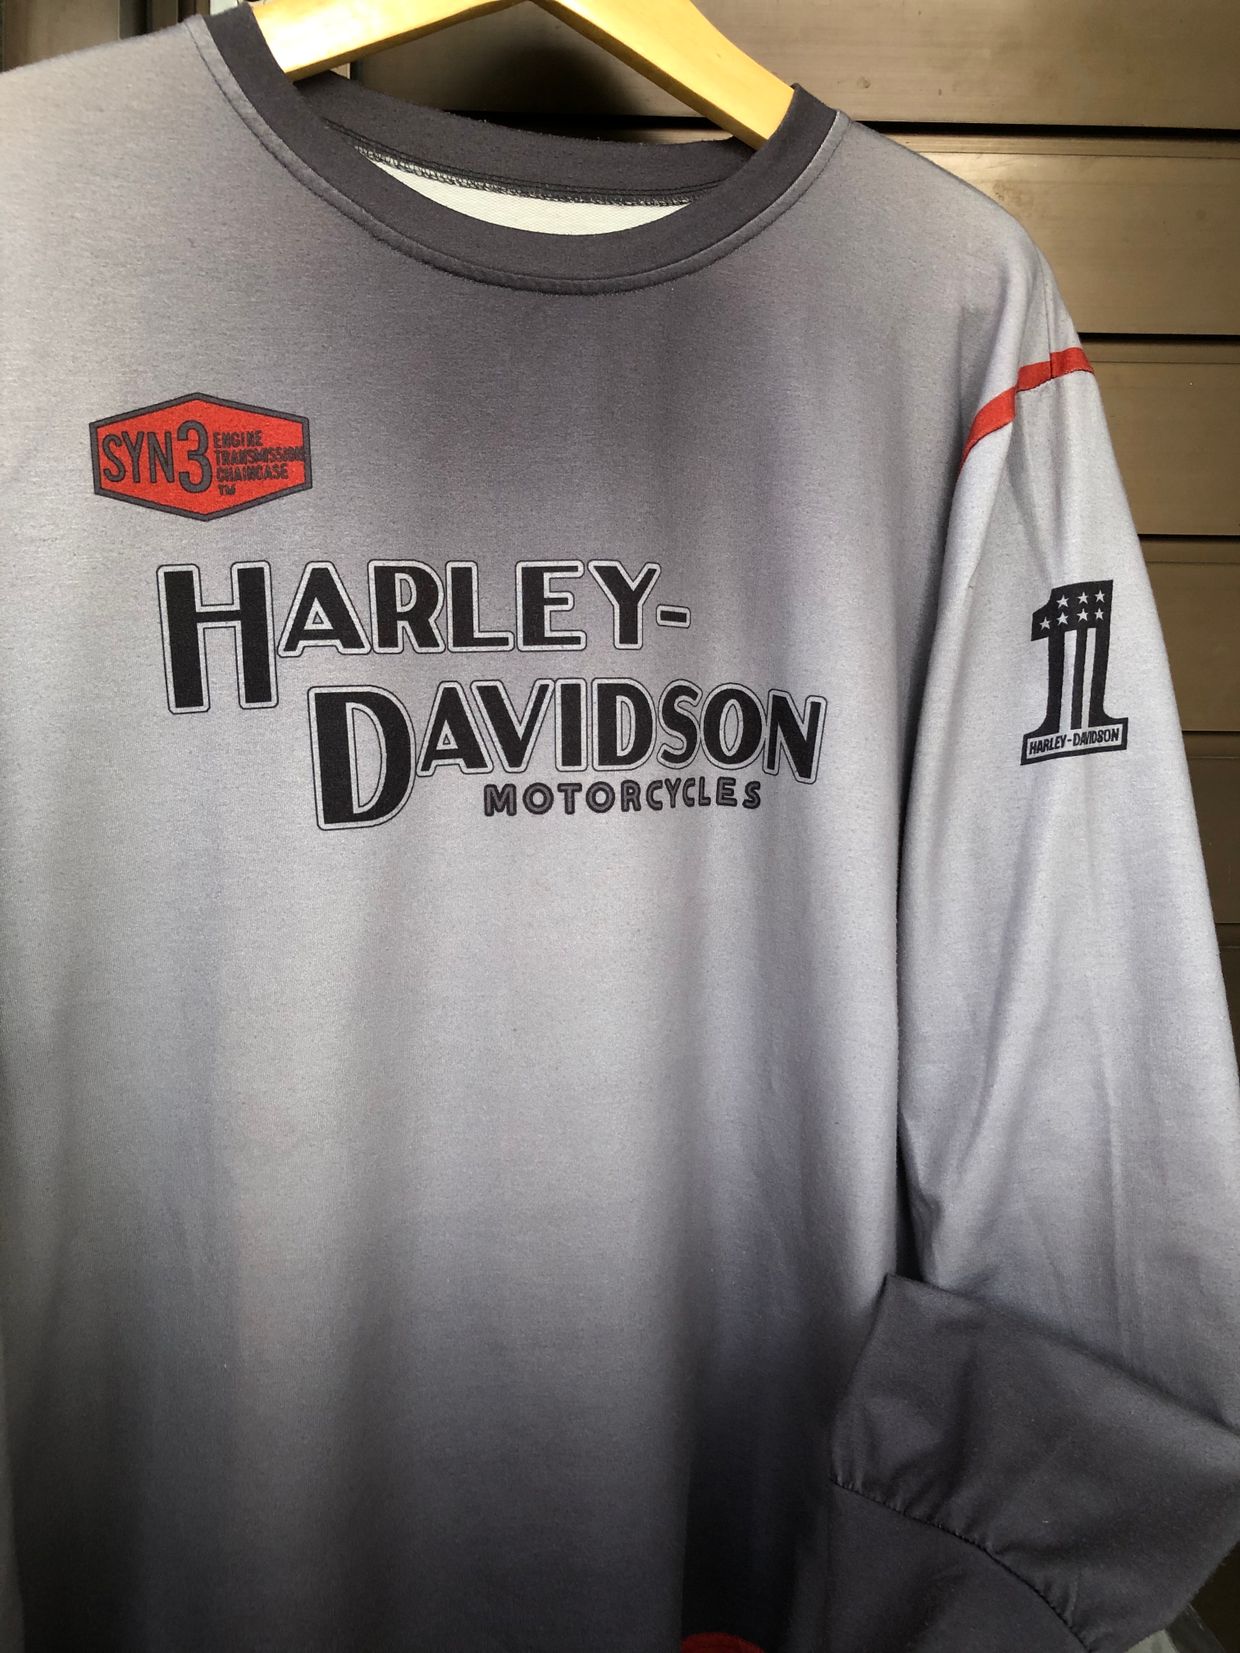 SYN3
ENGINE
TRANSMISSION
CHAINCASE
TM
HARLEY-
DAVIDSON
MOTORCYCLES
1
HARLEY-DAVIDSON